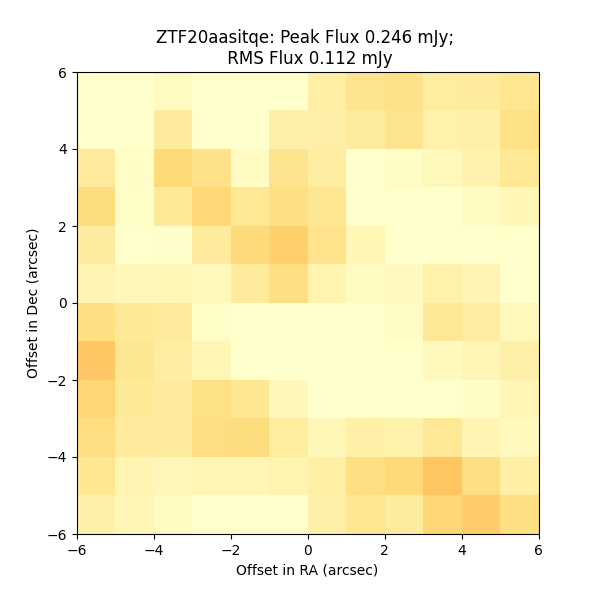 ZTF20aasitqe: Peak Flux 0.246 mJy;
RMS Flux 0.112 mJy
6
4
2
0
−2
−4
−6
Offset in Dec (arcsec)
−6 −4 −2 0 2 4 6
Offset in RA (arcsec)